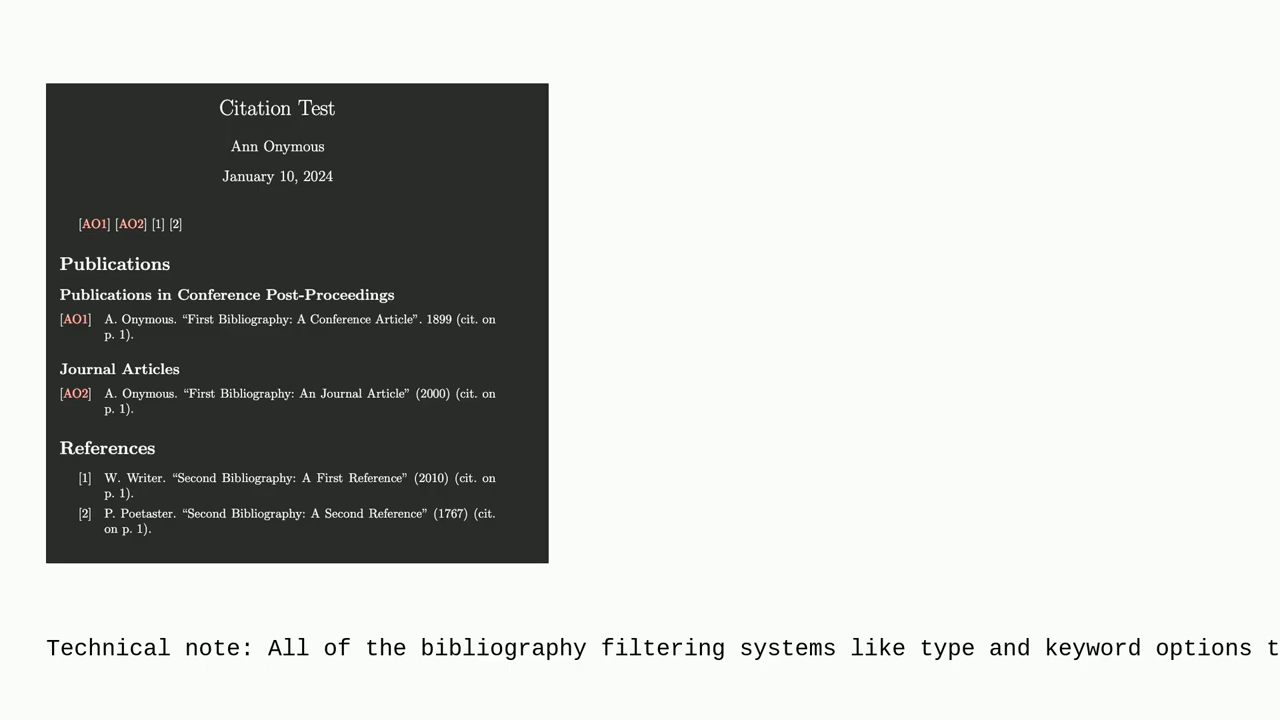 Citation Test
Ann Onymous
January 10, 2024
[AO1] [AO2] [1] [2]
Publications
Publications in Conference Post-Proceedings
[AO1] A. Onymous. “First Bibliography: A Conference Article”. 1899 (cit. on
p. 1).
Journal Articles
[AO2] A. Onymous. “First Bibliography: An Journal Article” (2000) (cit. on
p. 1).
References
[1] W. Writer. “Second Bibliography: A First Reference” (2010) (cit. on
p. 1).
[2] P. Poetaster. “Second Bibliography: A Second Reference” (1767) (cit.
on p. 1).
Technical note: All of the bibliography filtering systems like type and keyword options